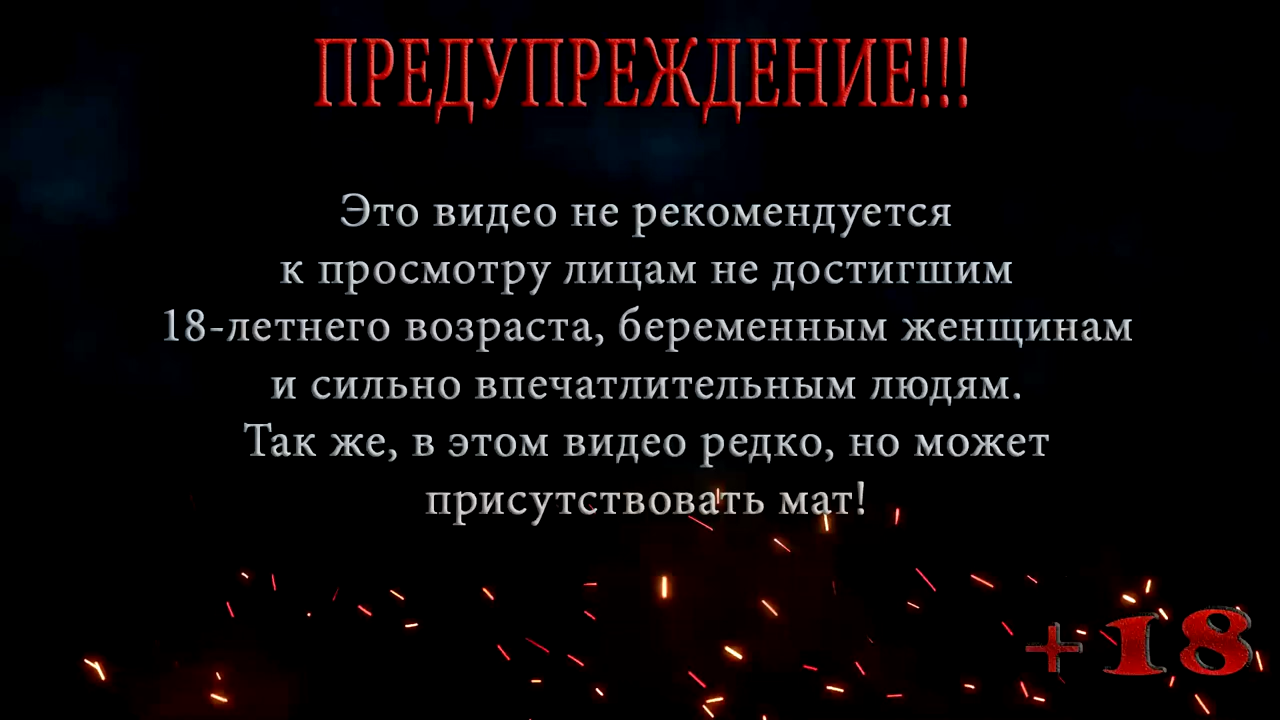 ПРЕДУПРЕЖДЕНИЕ!!!
Это видео не рекомендуется
к просмотру лицам не достигшим
18-летнего возраста, беременным женщинам
и сильно впечатлительным людям.
Так же, в этом видео редко, но может
присутствовать мат!
+18